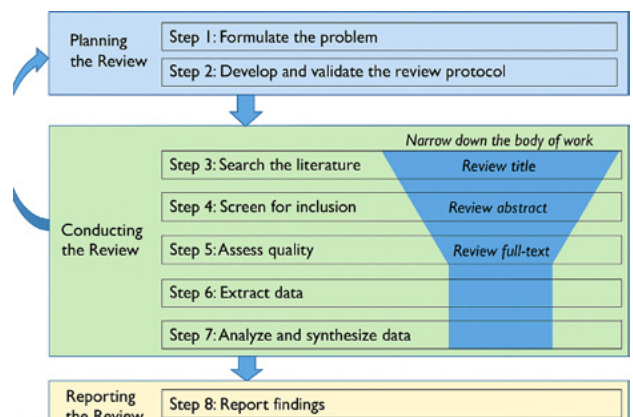 Planning
the Review
Step 1: Formulate the problem
Step 2: Develop and validate the review protocol
Conducting
the Review
Narrow down the body of work
Step 3: Search the literature
Review title
Step 4: Screen for inclusion
Review abstract
Step 5: Assess quality
Review full-text
Step 6: Extract data
Step 7: Analyze and synthesize data
Reporting
the Review
Step 8: Report findings